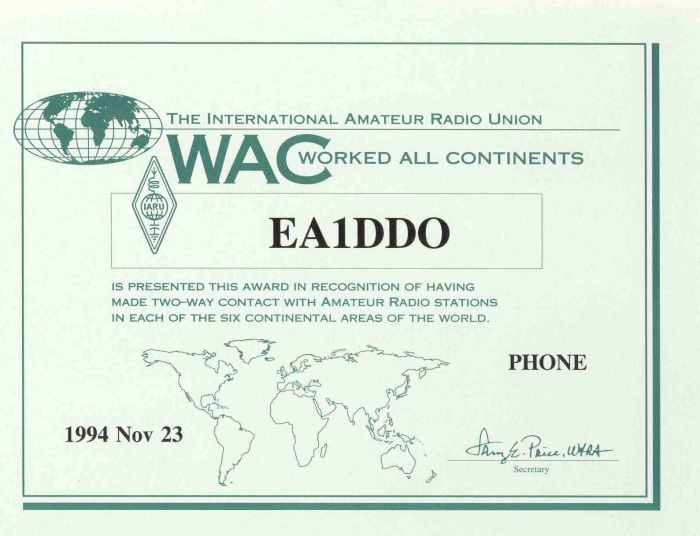 THE INTERNATIONAL AMATEUR RADIO UNION
WAC WORKED ALL CONTINENTS
IARU
EA1DDO
IS PRESENTED THIS AWARD IN RECOGNITION OF HAVING
MADE TWO-WAY CONTACT WITH AMATEUR RADIO STATIONS
IN EACH OF THE SIX CONTINENTAL AREAS OF THE WORLD.
PHONE
1994 Nov 23
Secretary